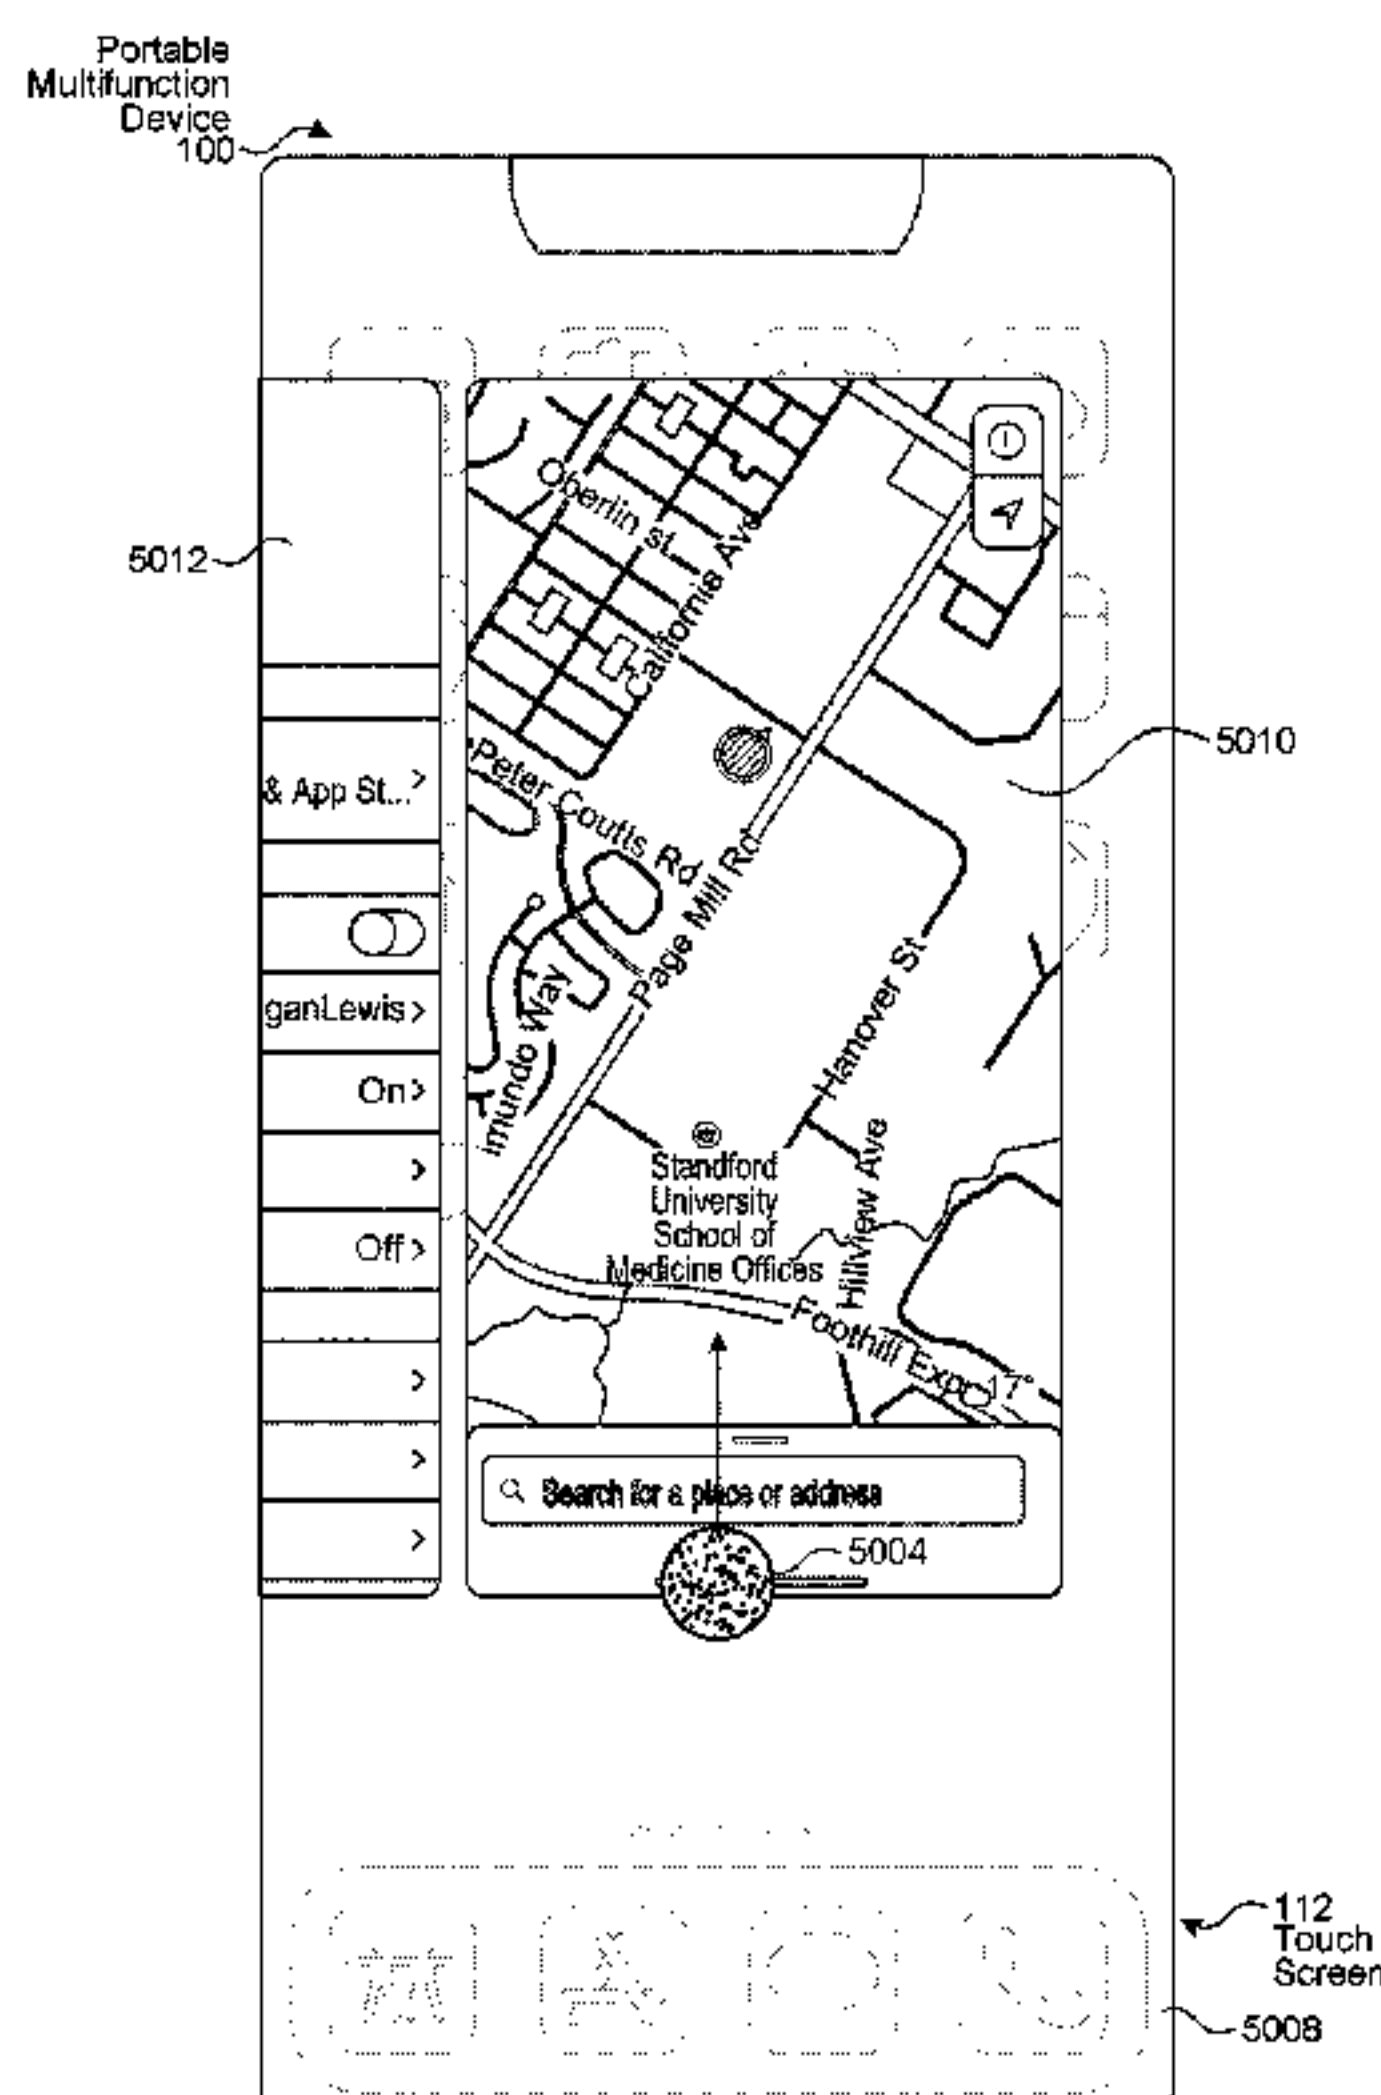 Portable
Multifunction
Device
100
Oberlin st.
California Ave
5012
5010
& App St...
Peter Coutts Rd
Page Mill Rd
ganLewis
imundo Way
Hanover St
On
Standford
University
School of
Medicine Offices
Hillview Ave
Off
Foothill Expy
17°
Search for a place or address
5004
112
Touch
Screen
5008